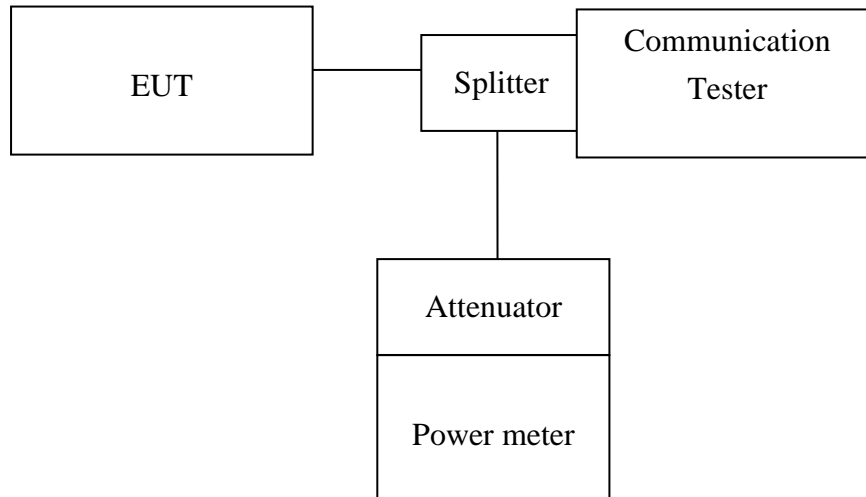 EUT
Splitter
Communication
Tester
Attenuator
Power meter